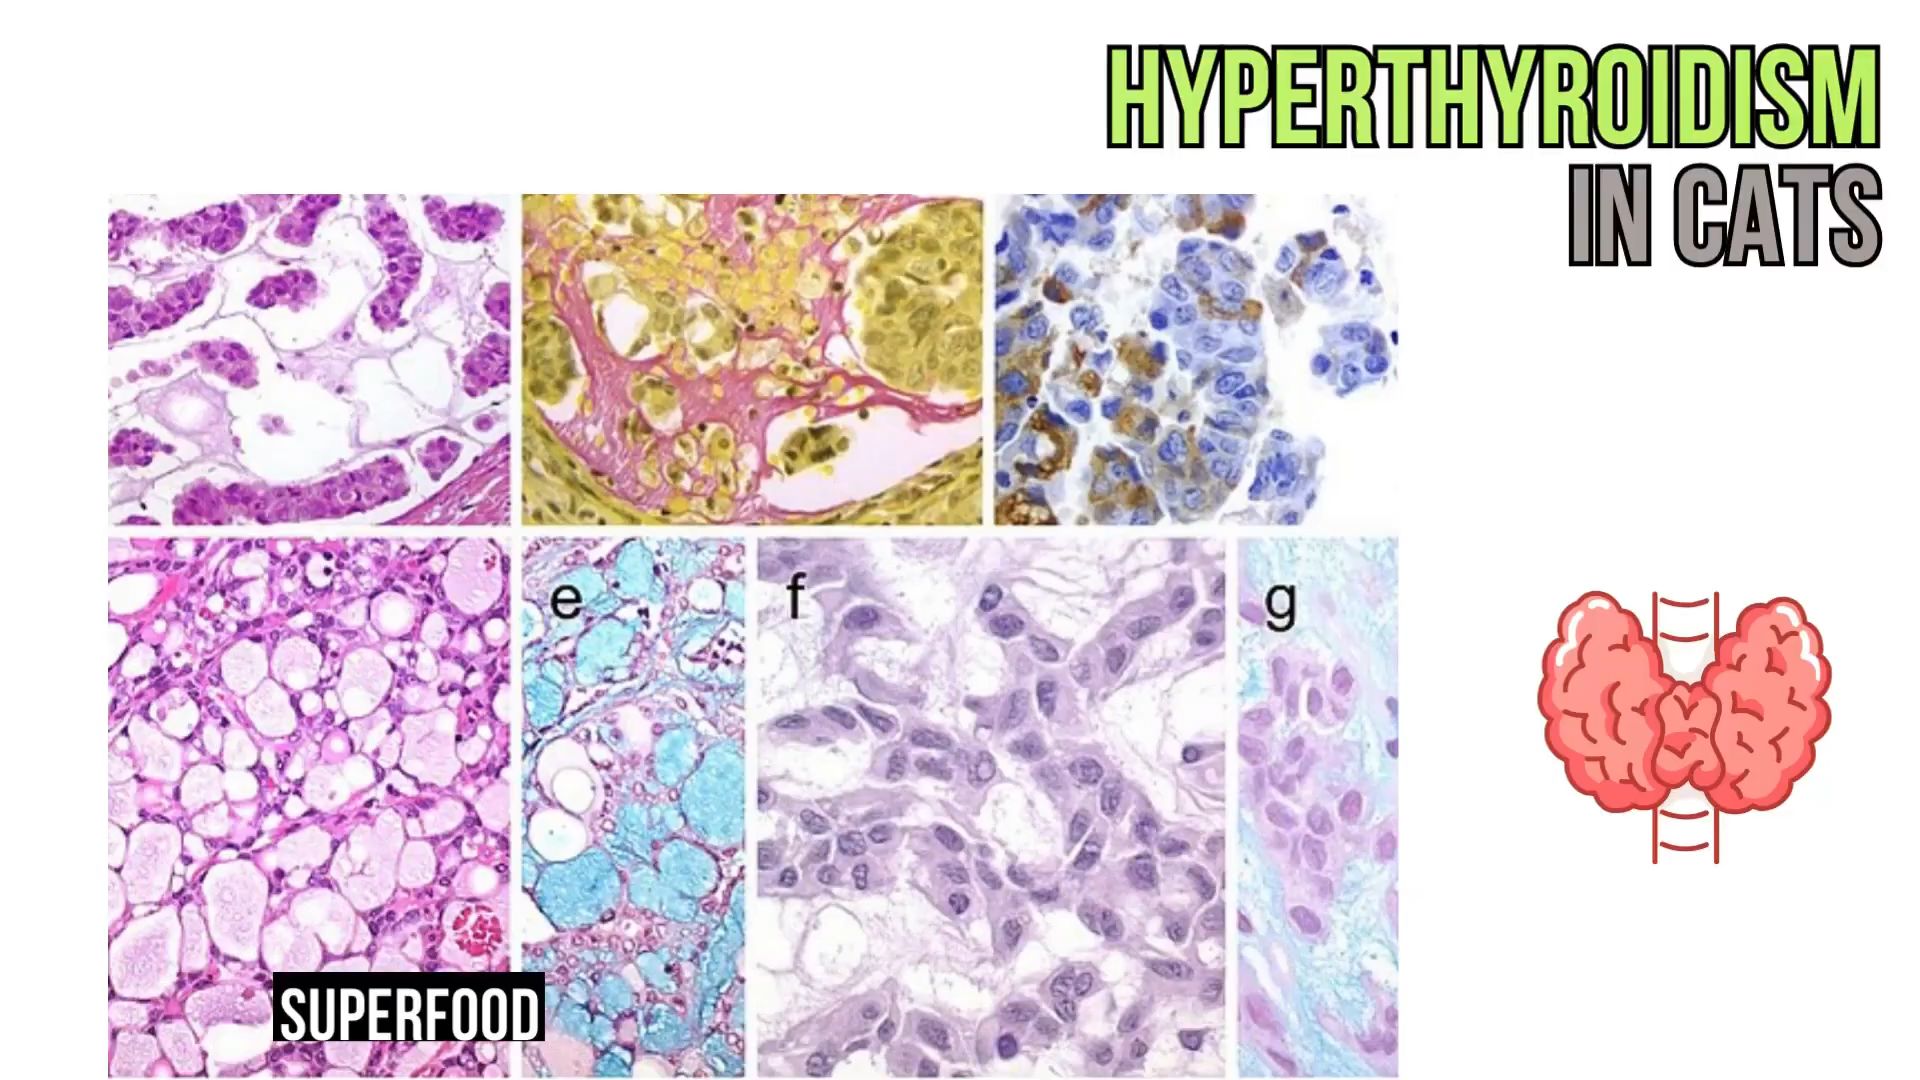 HYPERTHYROIDISM
IN CATS
e
f
g
SUPERFOOD